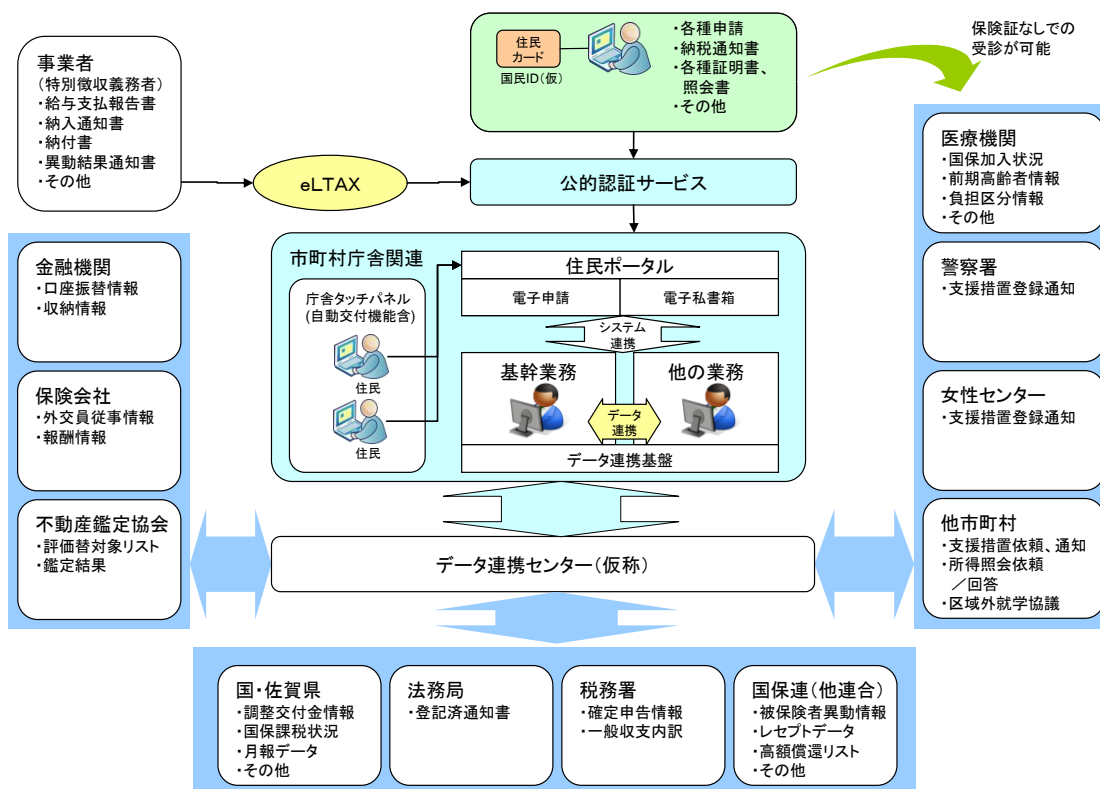 事業者
(特別徴収義務者)
・給与支払報告書
・納入通知書
・納付書
・異動結果通知書
・その他
住民
カード
国民ID(仮)
・各種申請
・納税通知書
・各種証明書、
照会書
・その他
保険証なしでの
受診が可能
eLTAX
公的認証サービス
医療機関
・国保加入状況
・前期高齢者情報
・負担区分情報
・その他
金融機関
・口座振替情報
・収納情報
市町村庁舎関連
庁舎タッチパネル
(自動交付機能含)
住民
住民
住民ポータル
電子申請
電子私書箱
システム
連携
基幹業務
他の業務
データ
連携
データ連携基盤
警察署
・支援措置登録通知
保険会社
・外交員従事情報
・報酬情報
女性センター
・支援措置登録通知
不動産鑑定協会
・評価替対象リスト
・鑑定結果
データ連携センター(仮称)
他市町村
・支援措置依頼、通知
・所得照会依頼
／回答
・区域外就学協議
国・佐賀県
・調整交付金情報
・国保課税状況
・月報データ
・その他
法務局
・登記済通知書
税務署
・確定申告情報
・一般収支内訳
国保連(他連合)
・被保険者異動情報
・レセプトデータ
・高額償還リスト
・その他